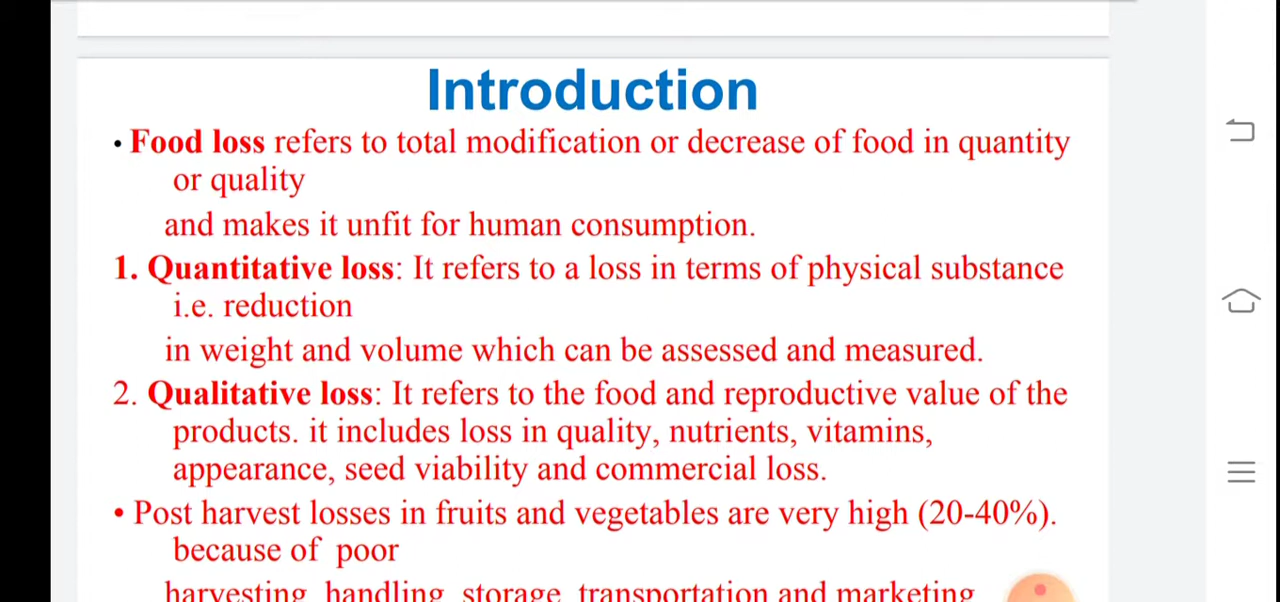 Introduction
• Food loss refers to total modification or decrease of food in quantity
or quality
and makes it unfit for human consumption.
1. Quantitative loss: It refers to a loss in terms of physical substance
i.e. reduction
in weight and volume which can be assessed and measured.
2. Qualitative loss: It refers to the food and reproductive value of the
products. it includes loss in quality, nutrients, vitamins,
appearance, seed viability and commercial loss.
• Post harvest losses in fruits and vegetables are very high (20-40%).
because of poor
harvesting, handling, storage, transportation and marketing